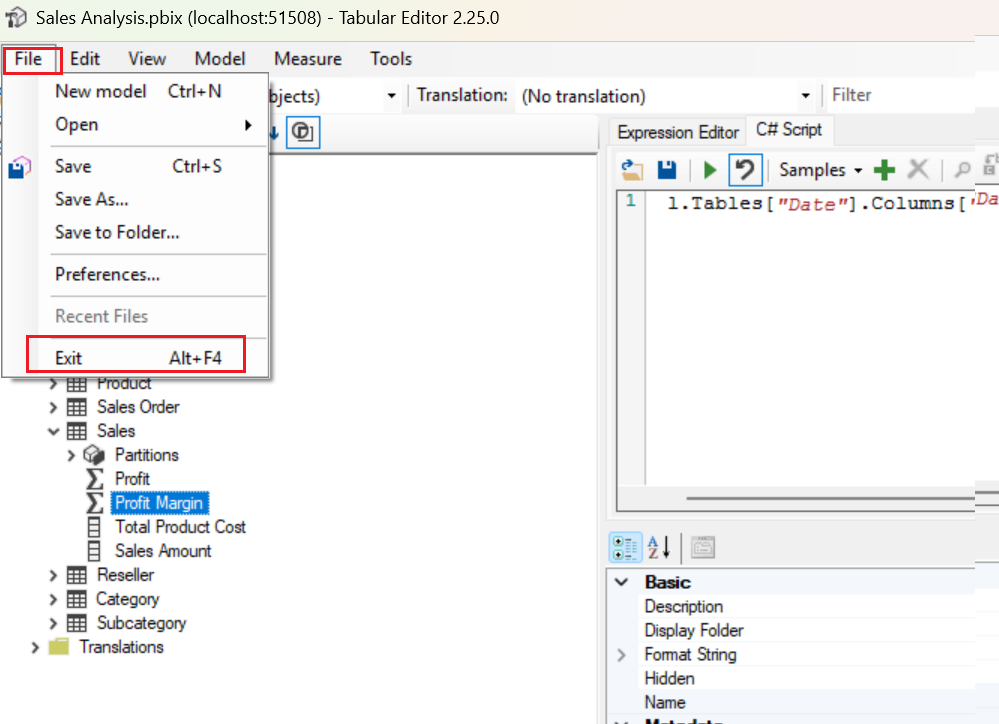 Sales Analysis.pbix (localhost:51508) - Tabular Editor 2.25.0
File Edit View Model Measure Tools
New model Ctrl+N
Open
Save Ctrl+S
Save As...
Save to Folder...
Preferences...
Recent Files
Exit Alt+F4
bjects) Translation: (No translation) Filter
Expression Editor C# Script
Samples
1 l.Tables["Date"].Columns["Da
Product
Sales Order
Sales
Partitions
Profit
Profit Margin
Total Product Cost
Sales Amount
Reseller
Category
Subcategory
Translations
Basic
Description
Display Folder
Format String
Hidden
Name
Metadata